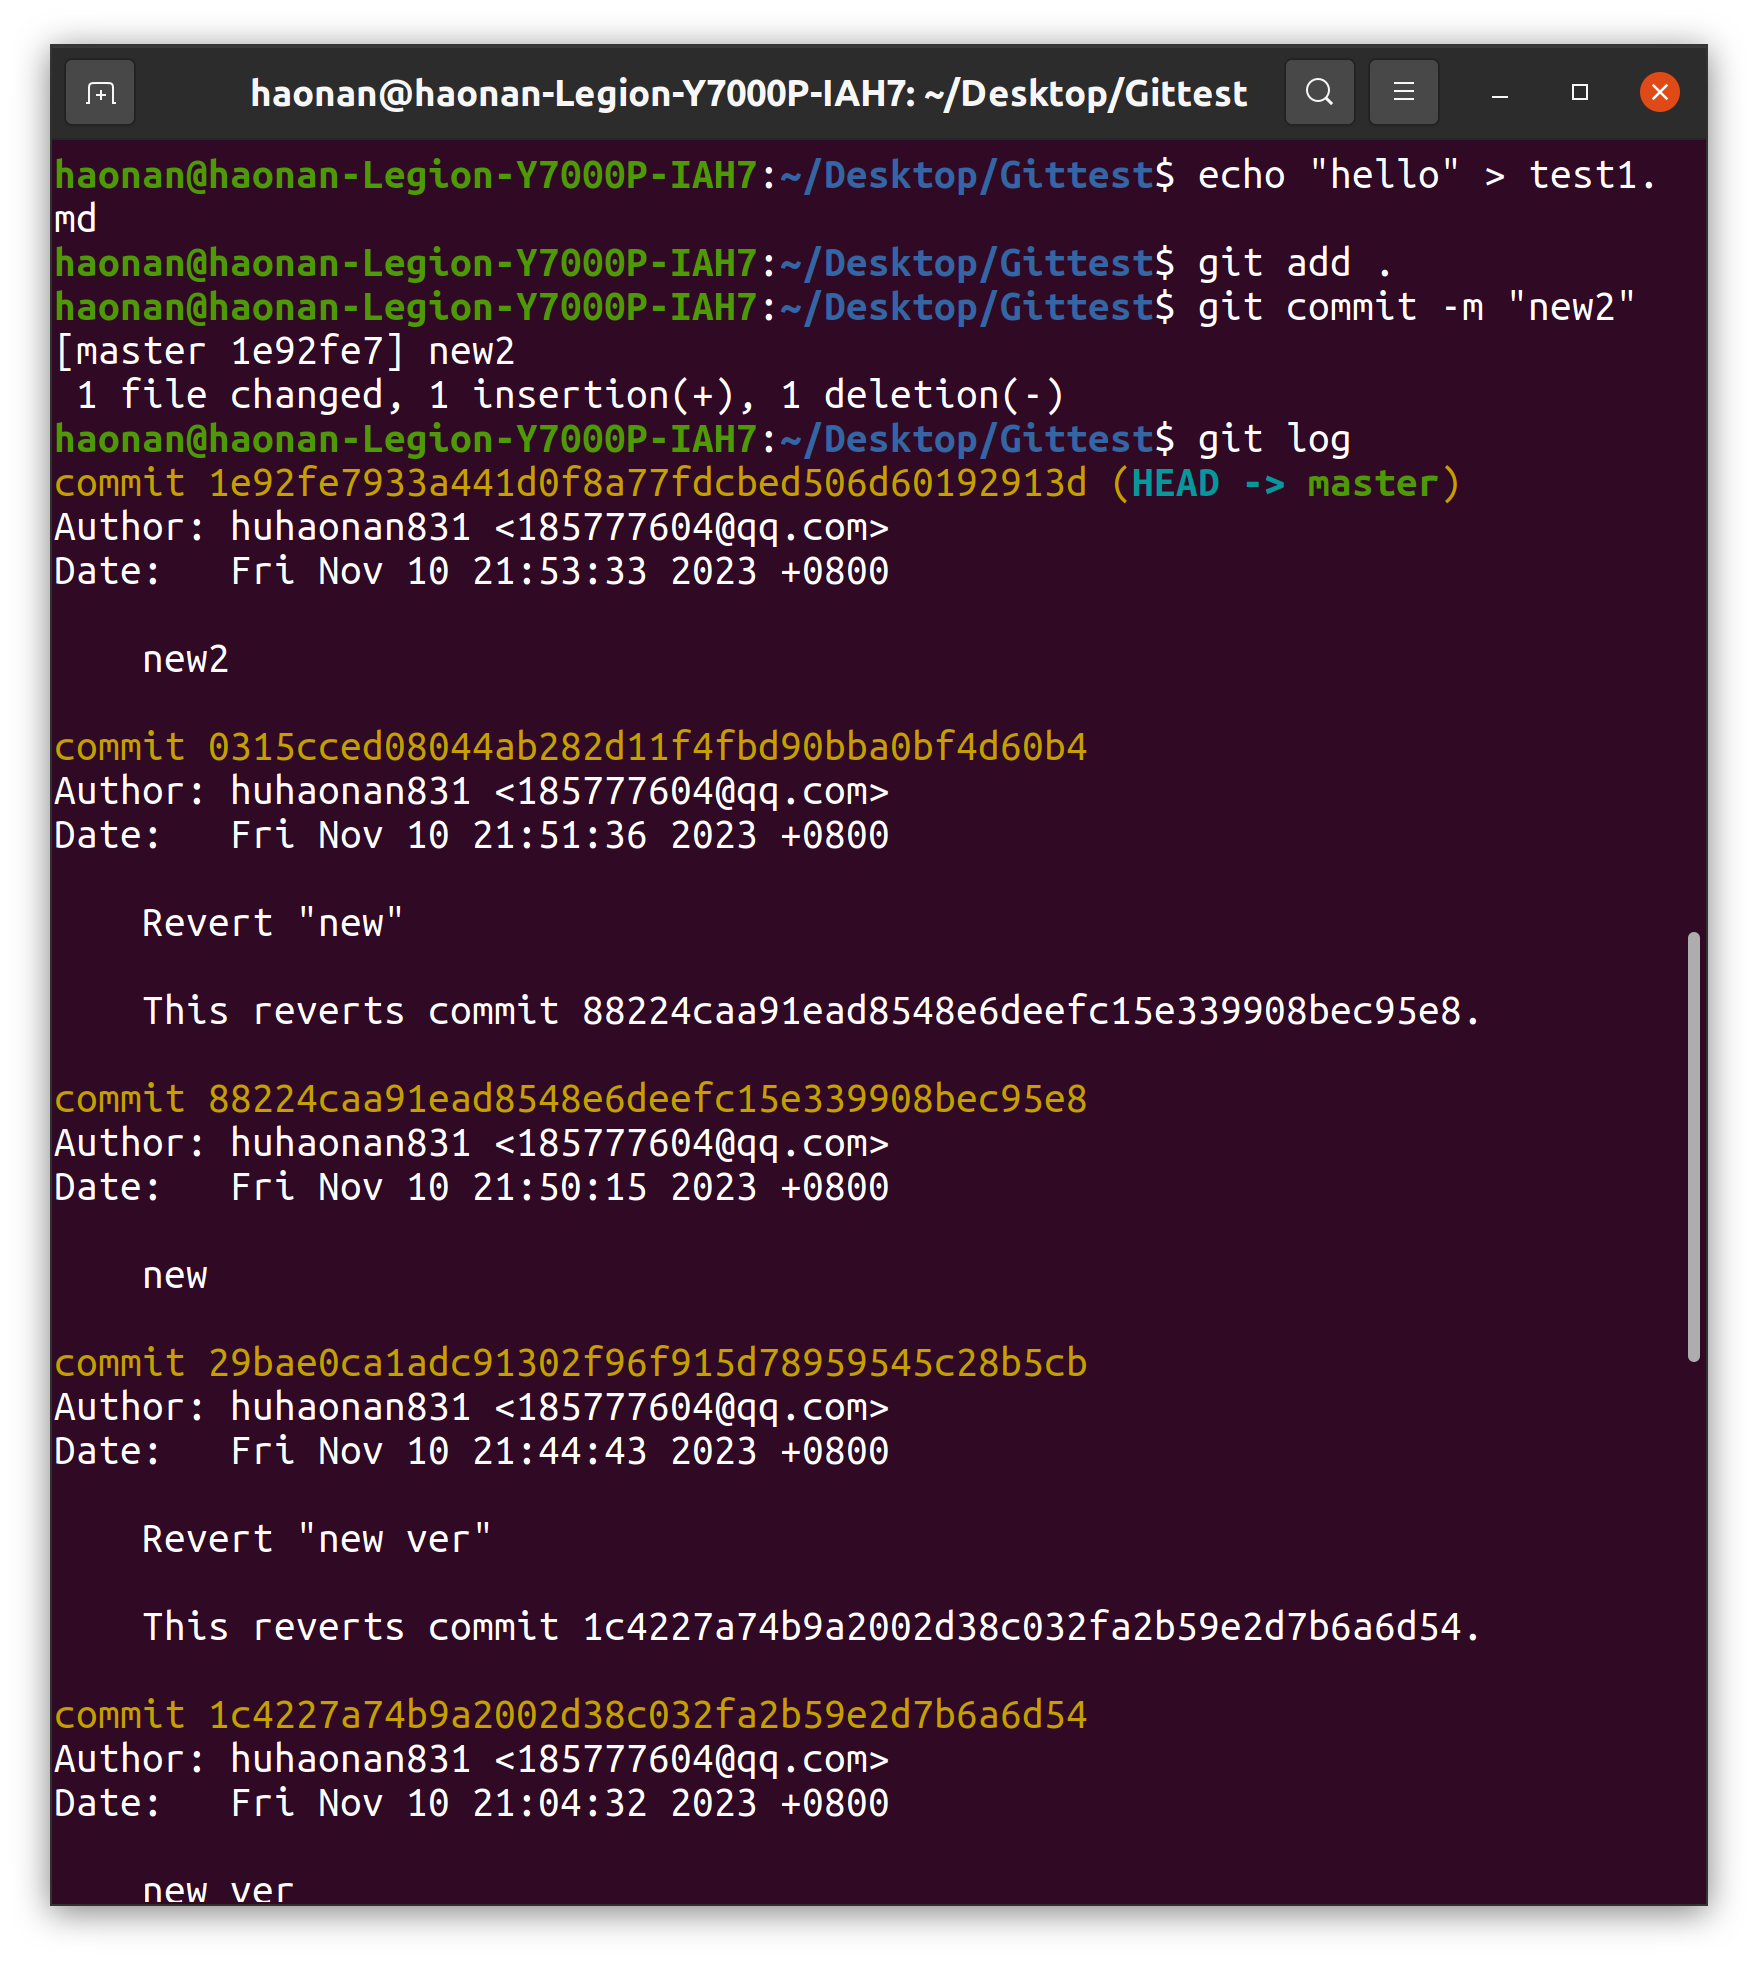 haonan@haonan-Legion-Y7000P-IAH7: ~/Desktop/Gittest
haonan@haonan-Legion-Y7000P-IAH7:~/Desktop/Gittest$ echo "hello" > test1.
md
haonan@haonan-Legion-Y7000P-IAH7:~/Desktop/Gittest$ git add .
haonan@haonan-Legion-Y7000P-IAH7:~/Desktop/Gittest$ git commit -m "new2"
[master 1e92fe7] new2
 1 file changed, 1 insertion(+), 1 deletion(-)
haonan@haonan-Legion-Y7000P-IAH7:~/Desktop/Gittest$ git log
commit 1e92fe7933a441d0f8a77fdcbed506d60192913d (HEAD -> master)
Author: huhaonan831 <185777604@qq.com>
Date:   Fri Nov 10 21:53:33 2023 +0800
    new2
commit 0315cced08044ab282d11f4fbd90bba0bf4d60b4
Author: huhaonan831 <185777604@qq.com>
Date:   Fri Nov 10 21:51:36 2023 +0800
    Revert "new"
    This reverts commit 88224caa91ead8548e6deefc15e339908bec95e8.
commit 88224caa91ead8548e6deefc15e339908bec95e8
Author: huhaonan831 <185777604@qq.com>
Date:   Fri Nov 10 21:50:15 2023 +0800
    new
commit 29bae0ca1adc91302f96f915d78959545c28b5cb
Author: huhaonan831 <185777604@qq.com>
Date:   Fri Nov 10 21:44:43 2023 +0800
    Revert "new ver"
    This reverts commit 1c4227a74b9a2002d38c032fa2b59e2d7b6a6d54.
commit 1c4227a74b9a2002d38c032fa2b59e2d7b6a6d54
Author: huhaonan831 <185777604@qq.com>
Date:   Fri Nov 10 21:04:32 2023 +0800
    new ver